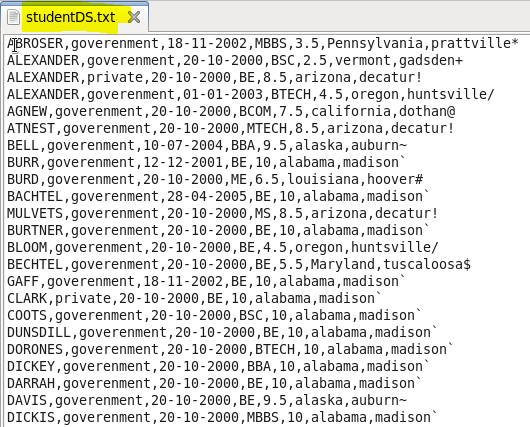 studentDS.txt
ABROSER,goverenment,18-11-2002,MBBS,3.5,Pennsylvania,prattville*
ALEXANDER,goverenment,20-10-2000,BSC,2.5,vermont,gadsden+
ALEXANDER,private,20-10-2000,BE,8.5,arizona,decatur!
ALEXANDER,goverenment,01-01-2003,BTECH,4.5,oregon,huntsville/
AGNEW,goverenment,20-10-2000,BCOM,7.5,california,dothan@
ATNEST,goverenment,20-10-2000,MTECH,8.5,arizona,decatur!
BELL,goverenment,10-07-2004,BBA,9.5,alaska,auburn~
BURR,goverenment,12-12-2001,BE,10,alabama,madison`
BURD,goverenment,20-10-2000,ME,6.5,louisiana,hoover#
BACHTEL,goverenment,28-04-2005,BE,10,alabama,madison`
MULVETS,goverenment,20-10-2000,MS,8.5,arizona,decatur!
BURTNER,goverenment,20-10-2000,BE,10,alabama,madison`
BLOOM,goverenment,20-10-2000,BE,4.5,oregon,huntsville/
BECHTEL,goverenment,20-10-2000,BE,5.5,Maryland,tuscaloosa$
GAFF,goverenment,18-11-2002,BE,10,alabama,madison`
CLARK,private,20-10-2000,BE,10,alabama,madison`
COOTS,goverenment,20-10-2000,BSC,10,alabama,madison`
DUNSDILL,goverenment,20-10-2000,BE,10,alabama,madison`
DORONES,goverenment,20-10-2000,BTECH,10,alabama,madison`
DICKEY,goverenment,20-10-2000,BBA,10,alabama,madison`
DARRAH,goverenment,20-10-2000,BE,10,alabama,madison`
DAVIS,goverenment,20-10-2000,BE,9.5,alaska,auburn~
DICKIS,goverenment,20-10-2000,MBBS,10,alabama,madison`